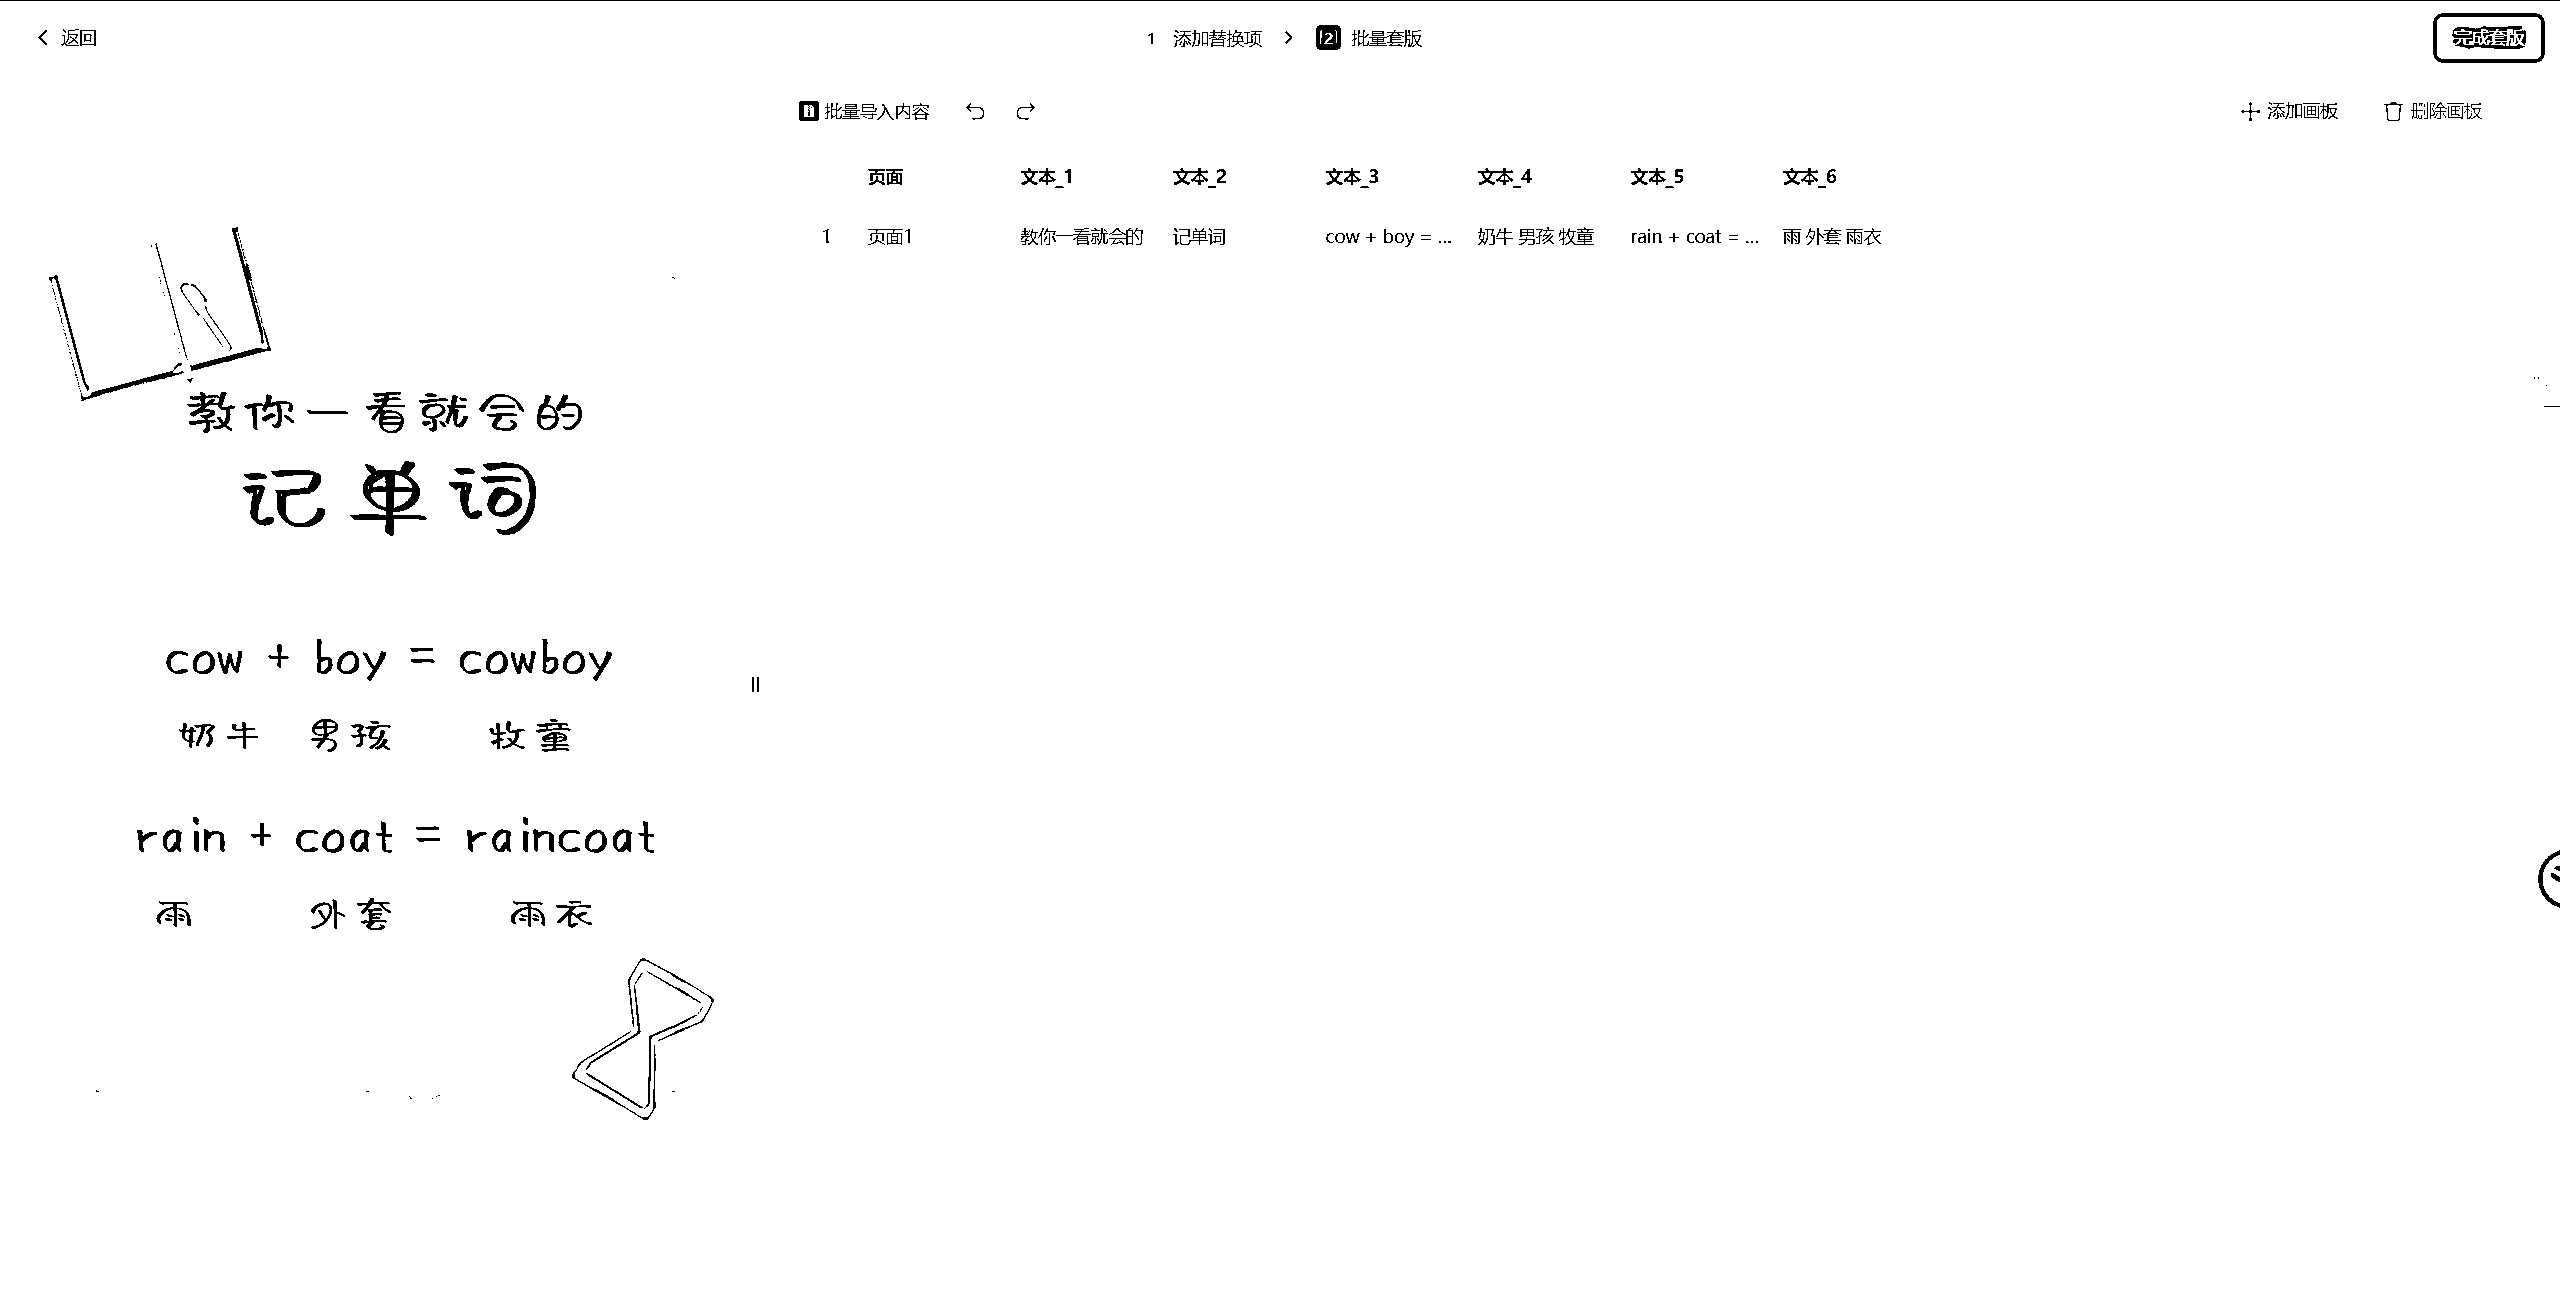 返回
1 添加替换项 > 2 批量套版
完成套版
批量导入内容
添加画板 删除画板
页面 文本_1 文本_2 文本_3 文本_4 文本_5 文本_6
1 页面1 教你一看就会的 记单词 cow + boy = ... 奶牛 男孩 牧童 rain + coat = ... 雨 外套 雨衣
教你一看就会的
记单词
cow + boy = cowboy
奶牛 男孩 牧童
rain + coat = raincoat
雨 外套 雨衣